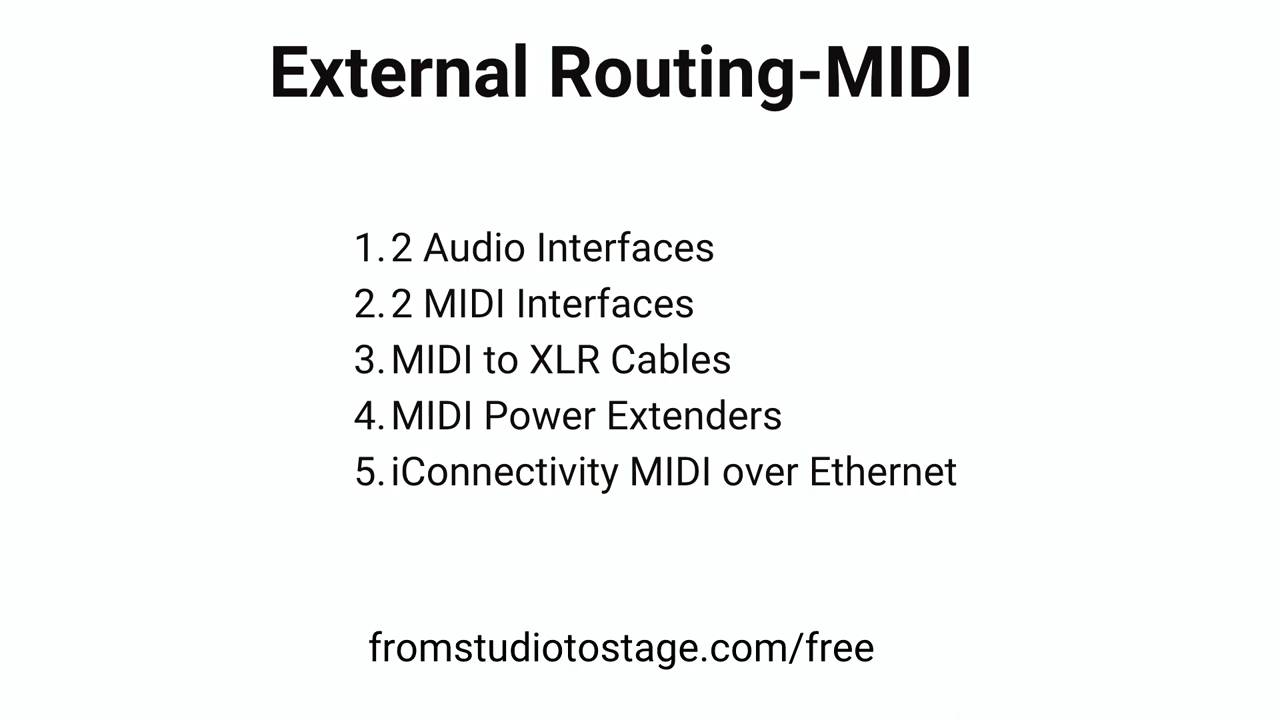 External Routing-MIDI
1. 2 Audio Interfaces
2. 2 MIDI Interfaces
3. MIDI to XLR Cables
4. MIDI Power Extenders
5. iConnectivity MIDI over Ethernet
fromstudiotostage.com/free